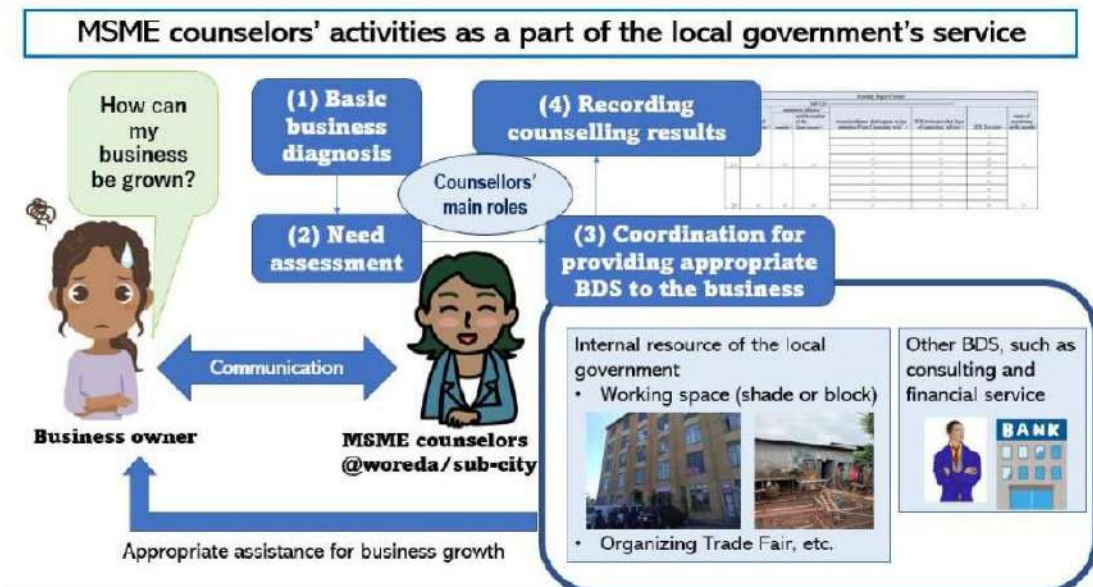 MSME counselors' activities as a part of the local government's service
How can
my
business
be grown?
(1) Basic
business
diagnosis
(4) Recording
counselling results
Counsellors'
main roles
(2) Need
assessment
(3) Coordination for
providing appropriate
BDS to the business
Communication
Business owner
MSME counselors
@woreda/sub-city
Internal resource of the local
government
• Working space (shade or block)
• Organizing Trade Fair, etc.
Other BDS, such as
consulting and
financial service
BANK
Appropriate assistance for business growth